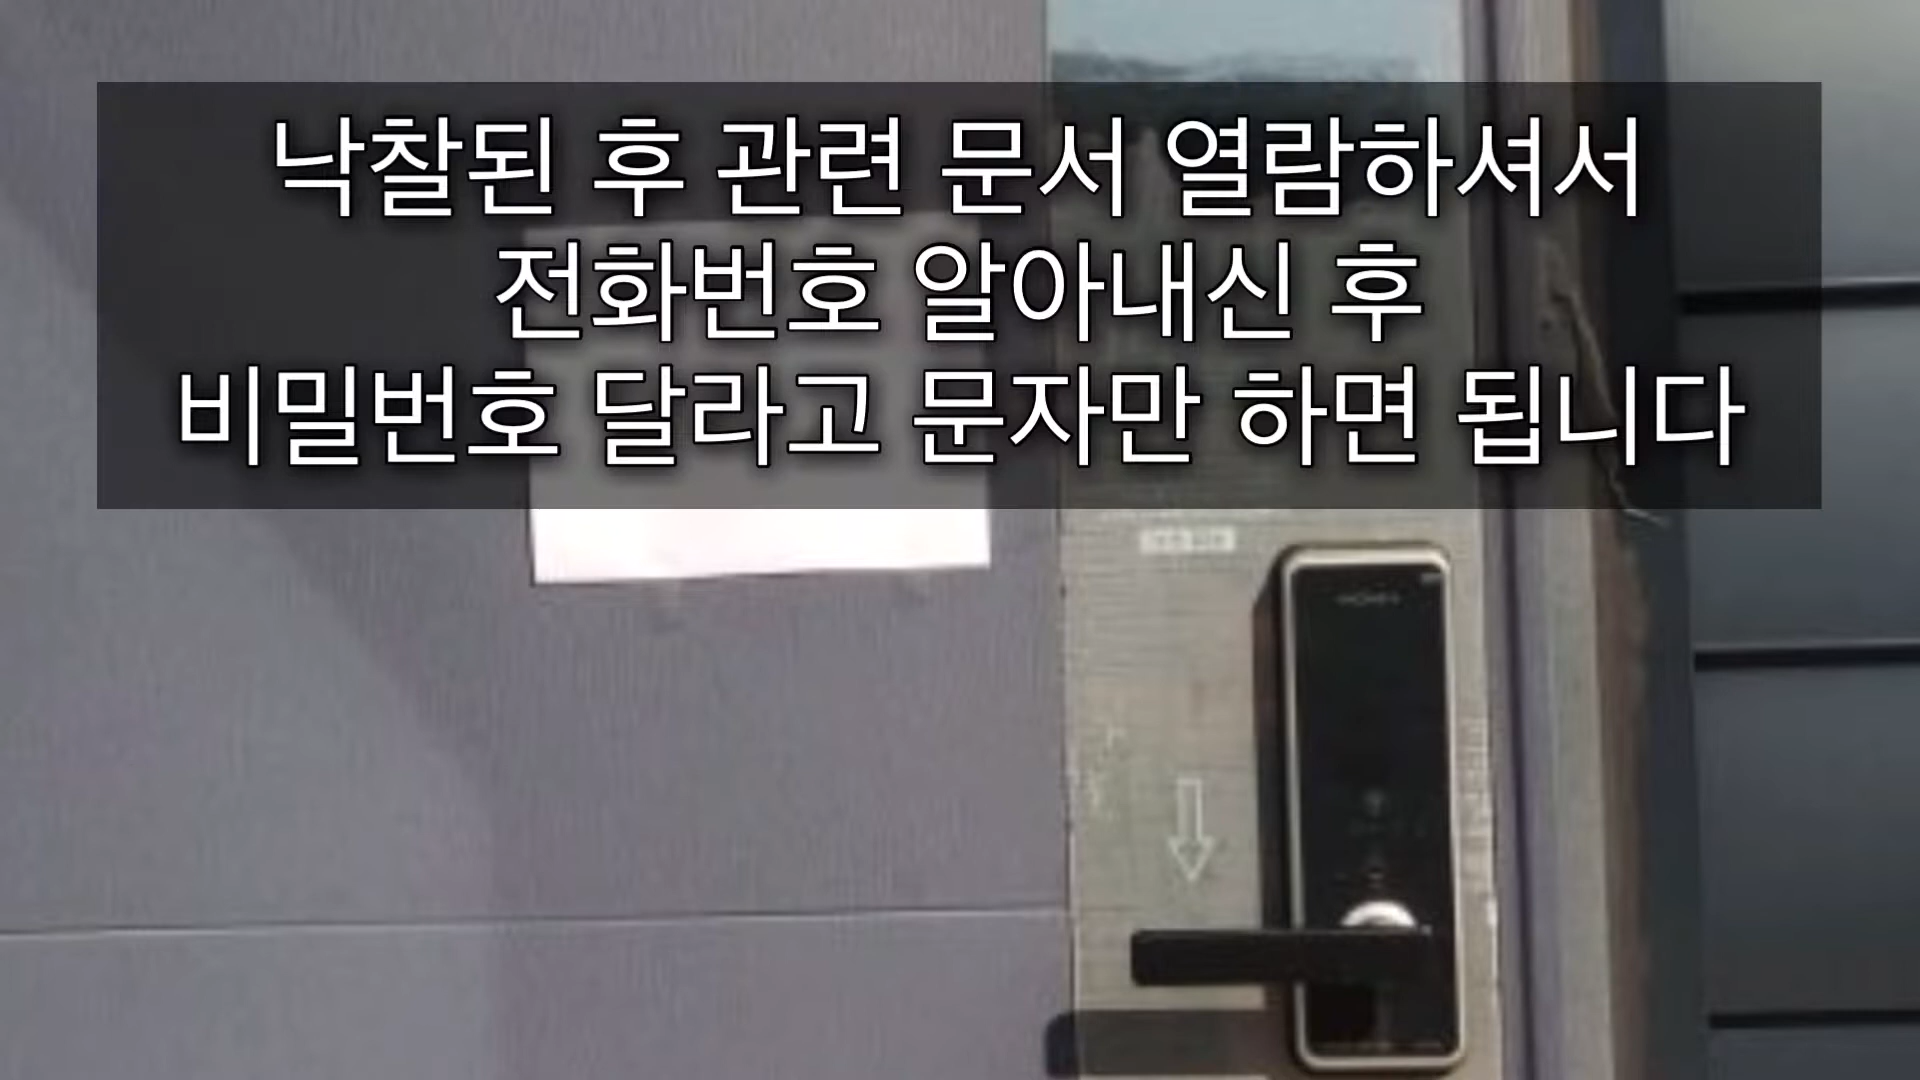 낙찰된 후 관련 문서 열람하셔서
전화번호 알아내신 후
비밀번호 달라고 문자만 하면 됩니다